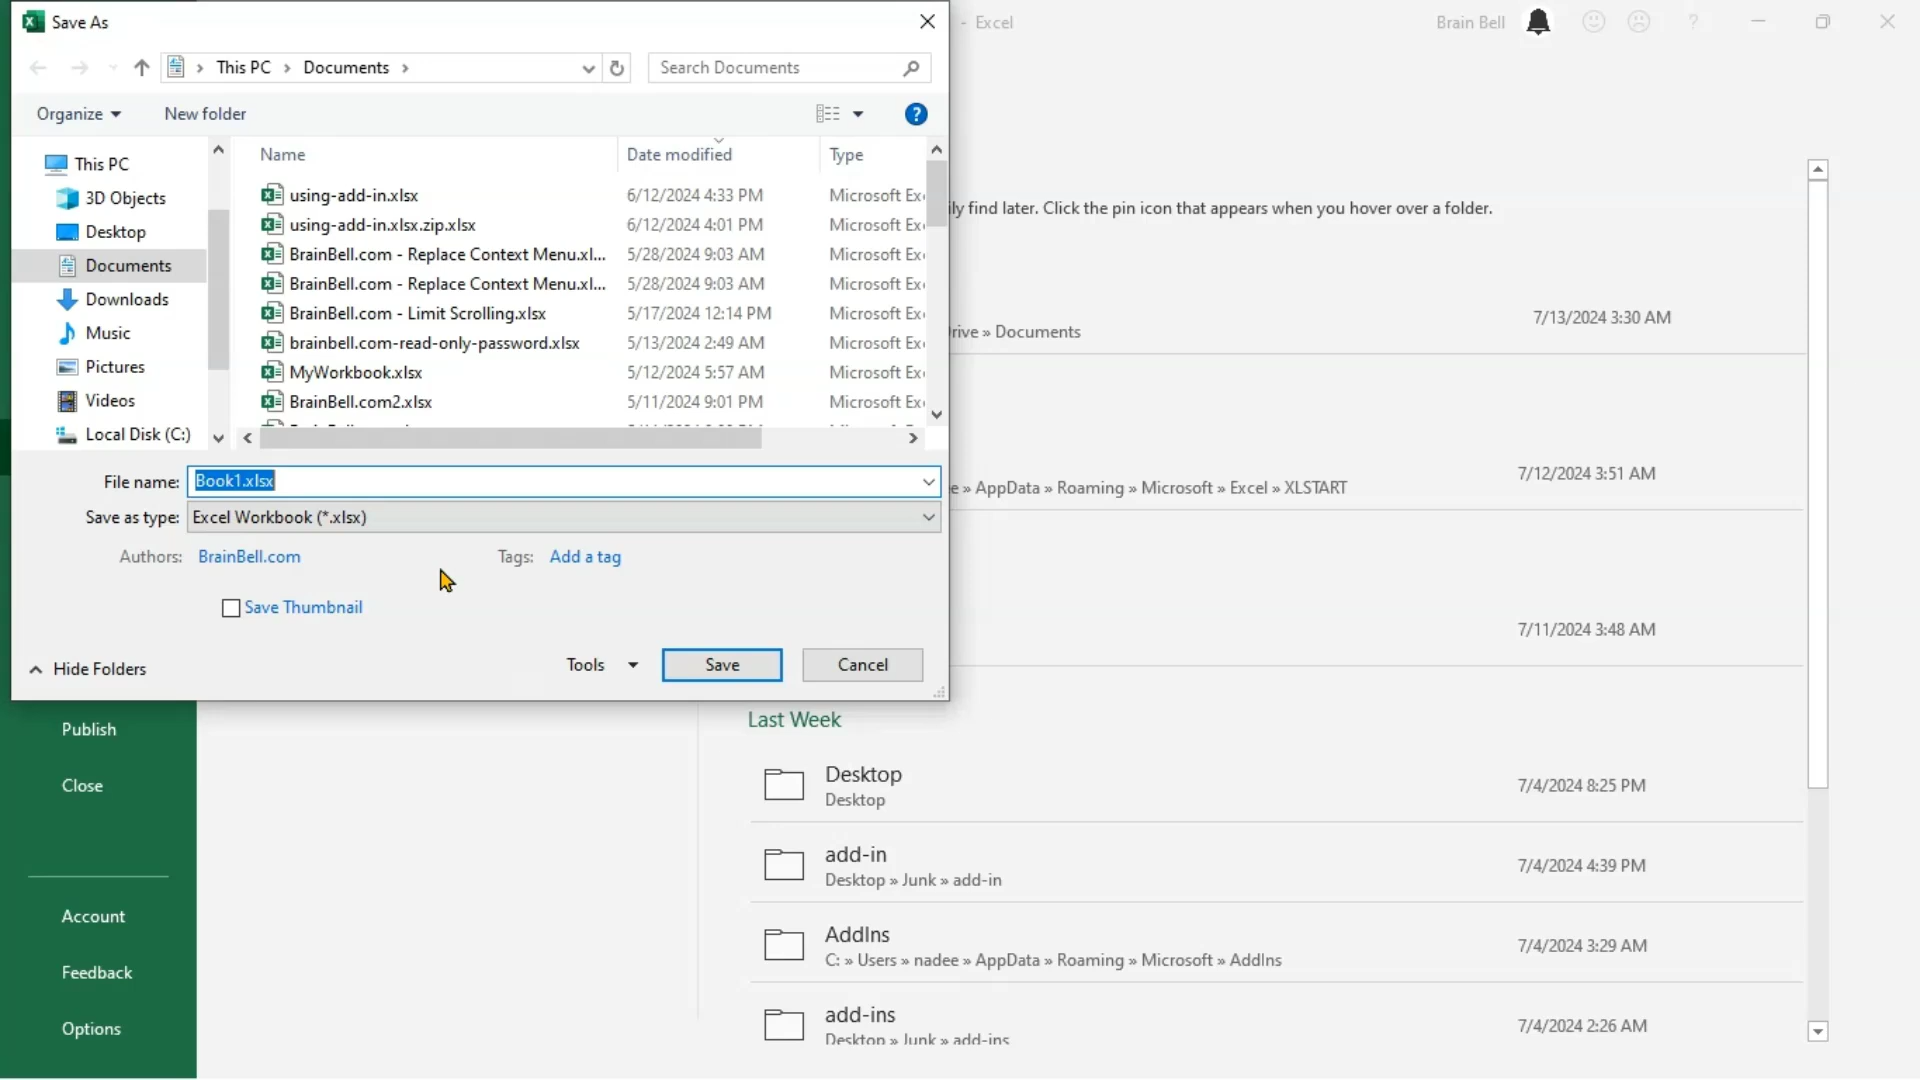 Save As
- Excel
Brain Bell
?
This PC
Documents
Search Documents
Organize
New folder
?
Name
Date modified
Type
This PC
3D Objects
Desktop
Documents
Downloads
Music
Pictures
Videos
Local Disk (C:)
using-add-in.xlsx 6/12/2024 4:33 PM Microsoft Ex
using-add-in.xlsx.zip.xlsx 6/12/2024 4:01 PM Microsoft Ex
BrainBell.com - Replace Context Menu.xl... 5/28/2024 9:03 AM Microsoft Ex
BrainBell.com - Replace Context Menu.xl... 5/28/2024 9:03 AM Microsoft Ex
BrainBell.com - Limit Scrolling.xlsx 5/17/2024 12:14 PM Microsoft Ex
brainbell.com-read-only-password.xlsx 5/13/2024 2:49 AM Microsoft Ex
MyWorkbook.xlsx 5/12/2024 5:57 AM Microsoft Ex
BrainBell.com2.xlsx 5/11/2024 9:01 PM Microsoft Ex
File name: Book1.xlsx
Save as type: Excel Workbook (*.xlsx)
Authors: BrainBell.com
Tags: Add a tag
Save Thumbnail
Hide Folders
Tools
Save
Cancel
ily find later. Click the pin icon that appears when you hover over a folder.
7/13/2024 3:30 AM
rive » Documents
7/12/2024 3:51 AM
e » AppData » Roaming » Microsoft » Excel » XLSTART
7/11/2024 3:48 AM
Publish
Close
Account
Feedback
Options
Last Week
Desktop
Desktop
7/4/2024 8:25 PM
add-in
Desktop » Junk » add-in
7/4/2024 4:39 PM
AddIns
C: » Users » nadee » AppData » Roaming » Microsoft » AddIns
7/4/2024 3:29 AM
add-ins
Desktop » Junk » add-ins
7/4/2024 2:26 AM